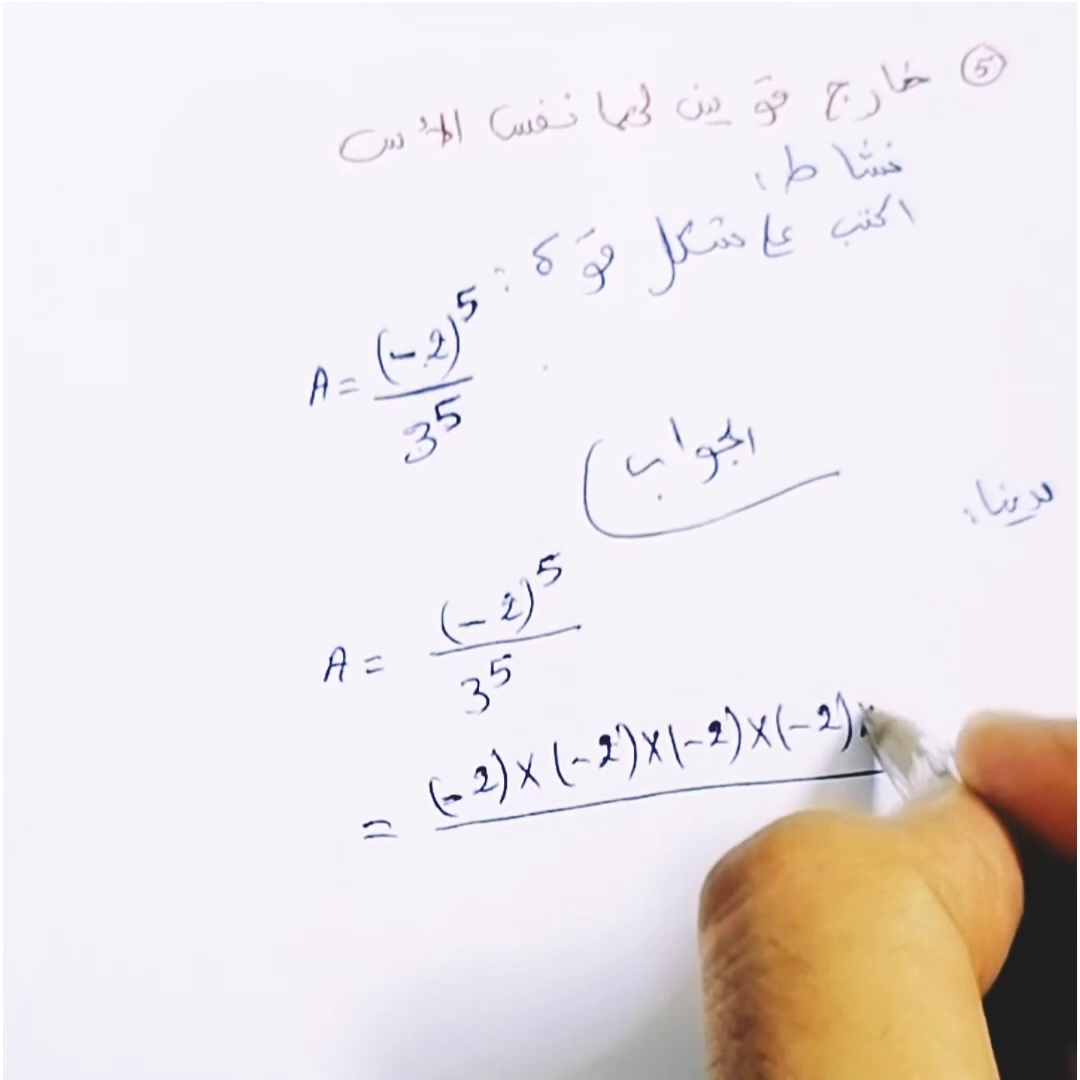 ⑤ خارج قوتين لهما نفس الأس
نشاط:
اكتب على شكل قوة:
A = (-2)^5 / 3^5
الجواب
لدينا:
A = (-2)^5 / 3^5
= (-2)×(-2)×(-2)×(-2)×